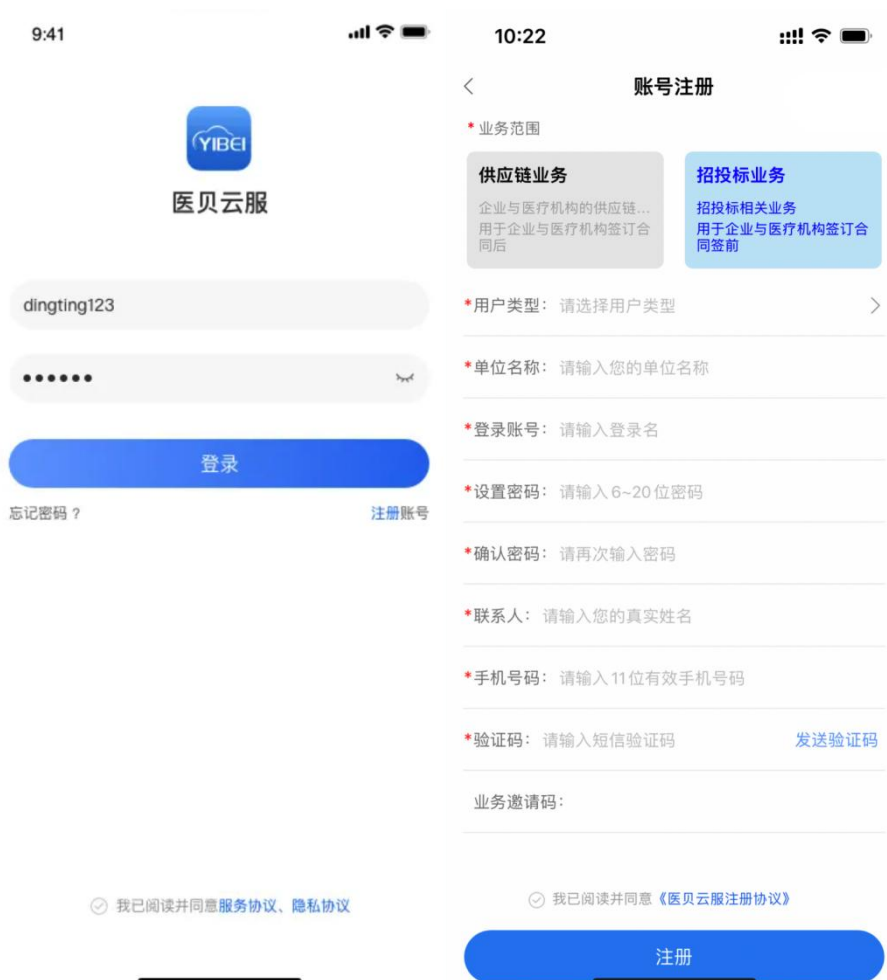 9:41
YIBEI
医贝云服
dingting123
••••••
登录
忘记密码？
注册账号
我已阅读并同意服务协议、隐私协议
10:22
账号注册
*业务范围
供应链业务
企业与医疗机构的供应链...
用于企业与医疗机构签订合
同后
招投标业务
招投标相关业务
用于企业与医疗机构签订合
同签前
*用户类型：请选择用户类型
*单位名称：请输入您的单位名称
*登录账号：请输入登录名
*设置密码：请输入6~20位密码
*确认密码：请再次输入密码
*联系人：请输入您的真实姓名
*手机号码：请输入11位有效手机号码
*验证码：请输入短信验证码 发送验证码
业务邀请码：
我已阅读并同意《医贝云服注册协议》
注册